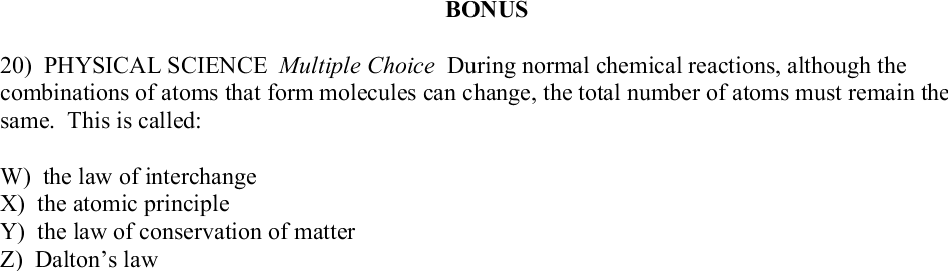 BONUS
20) PHYSICAL SCIENCE Multiple Choice During normal chemical reactions, although the
combinations of atoms that form molecules can change, the total number of atoms must remain the
same. This is called:
W) the law of interchange
X) the atomic principle
Y) the law of conservation of matter
Z) Dalton’s law